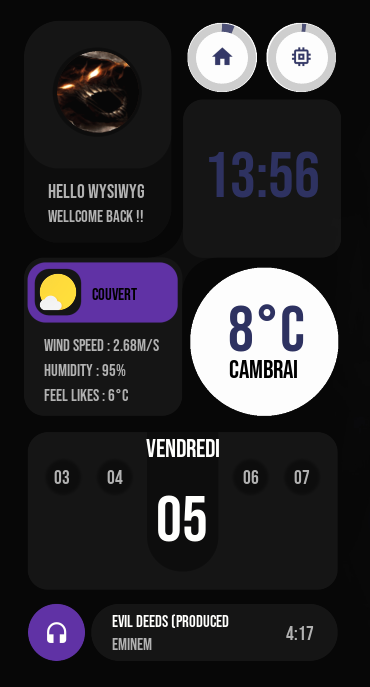 HELLO WYSIWYG
WELLCOME BACK !!
13:56
COUVERT
WIND SPEED : 2.68M/S
HUMIDITY : 95%
FEEL LIKES : 6°C
8°C
CAMBRAI
VENDREDI
03 04 05 06 07
EVIL DEEDS (PRODUCED
EMINEM
4:17